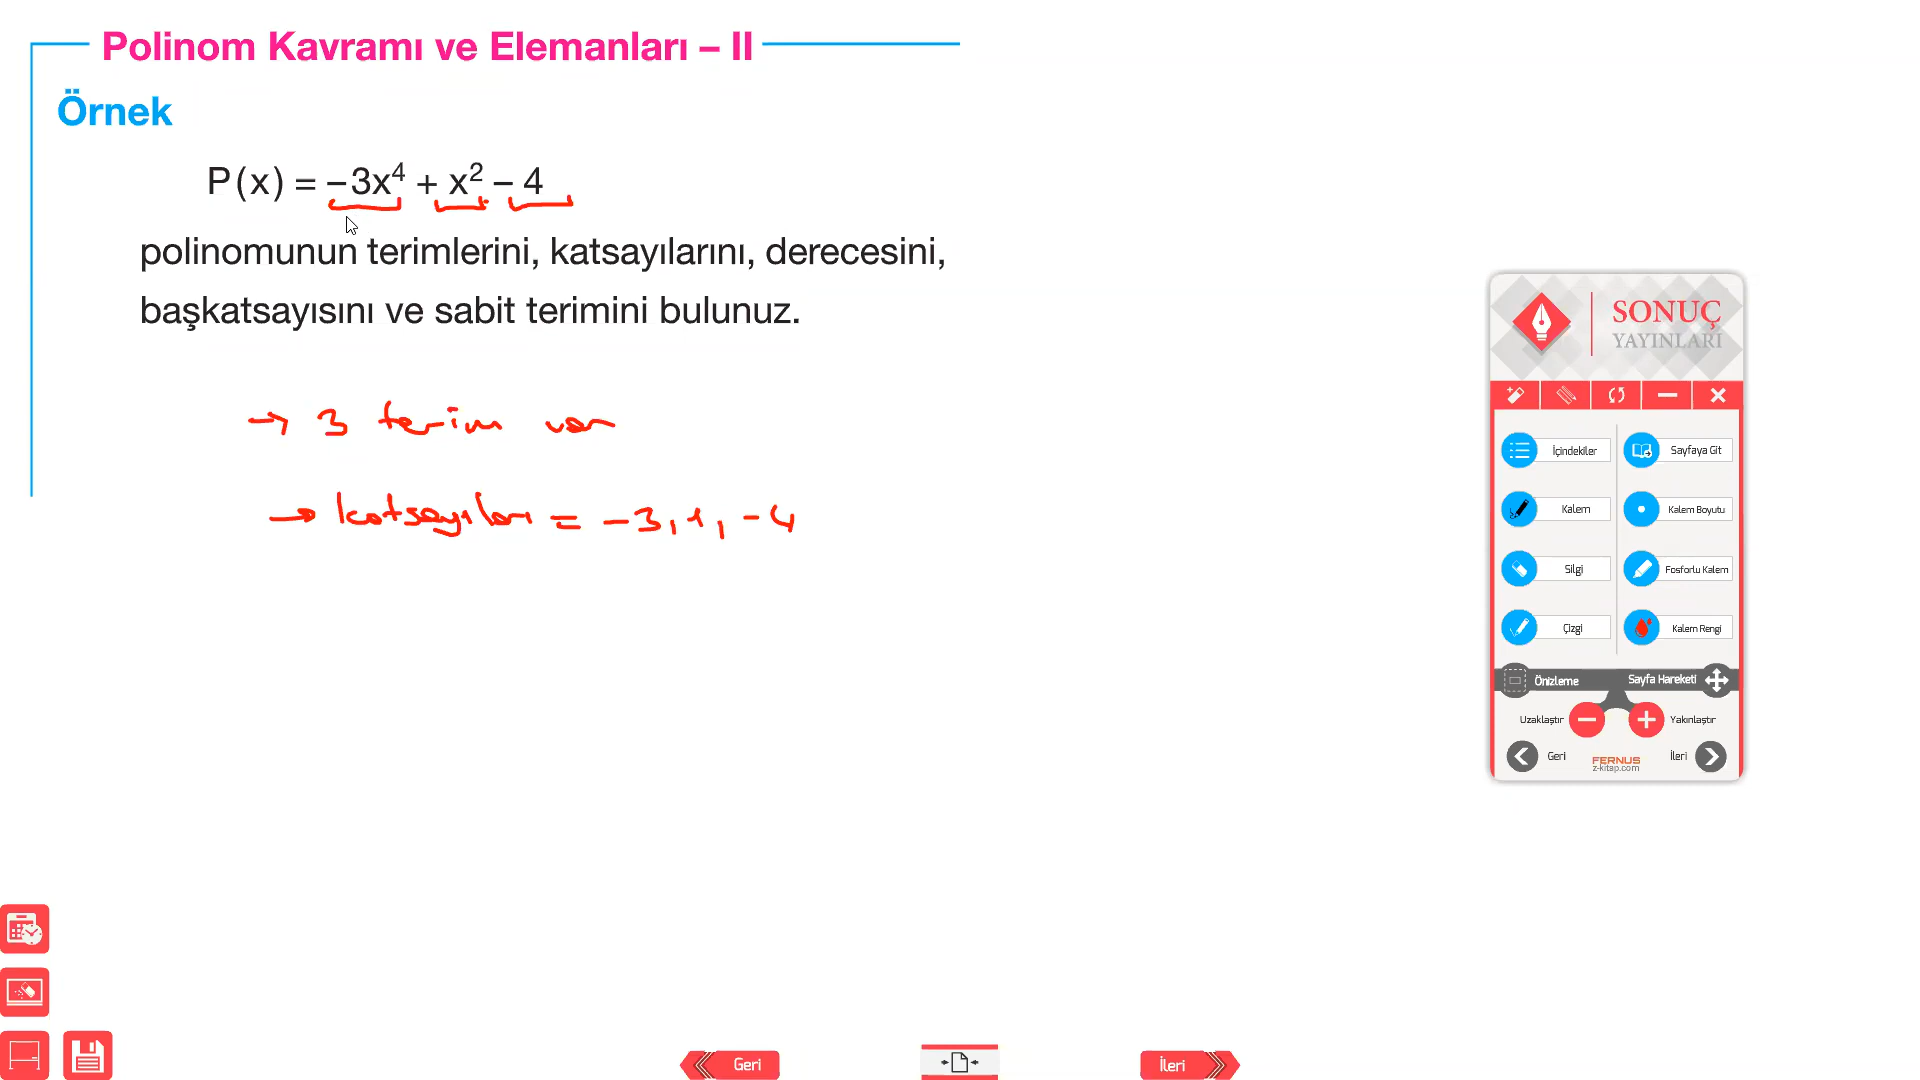 Polinom Kavramı ve Elemanları – II
Örnek
P(x) = –3x⁴ + x² – 4
polinomunun terimlerini, katsayılarını, derecesini,
başkatsayısını ve sabit terimini bulunuz.
→ 3 terim var
→ katsayıları = -3, 1, -4
SONUÇ
YAYINLARI
İçindekiler
Sayfaya Git
Kalem
Kalem Boyutu
Silgi
Fosforlu Kalem
Çizgi
Kalem Rengi
Önizleme
Sayfa Hareketi
Uzaklaştır
Yakınlaştır
Geri
FERNUS
z-kitap.com
İleri
Geri
İleri